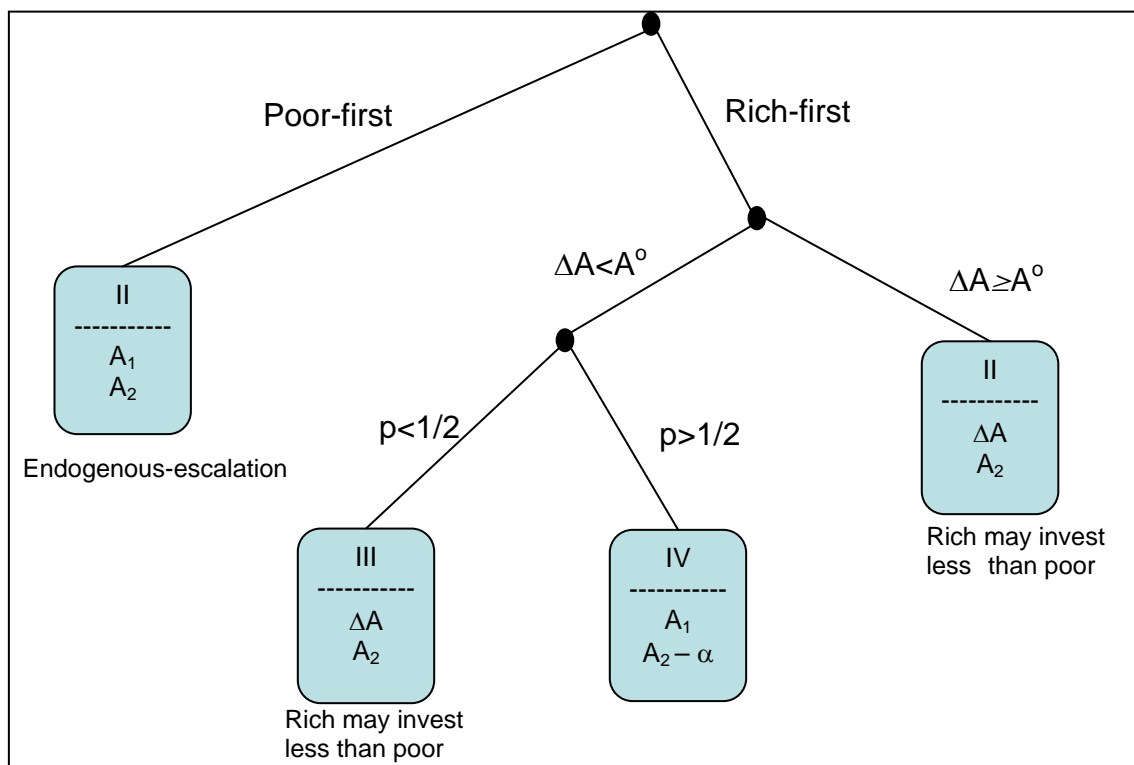 Poor-first
Rich-first
ΔA<A°
ΔA≥A°
II
-----------
A₁
A₂
Endogenous-escalation
II
-----------
ΔA
A₂
Rich may invest
less than poor
p<1/2
p>1/2
III
-----------
ΔA
A₂
Rich may invest
less than poor
IV
-----------
A₁
A₂ – α